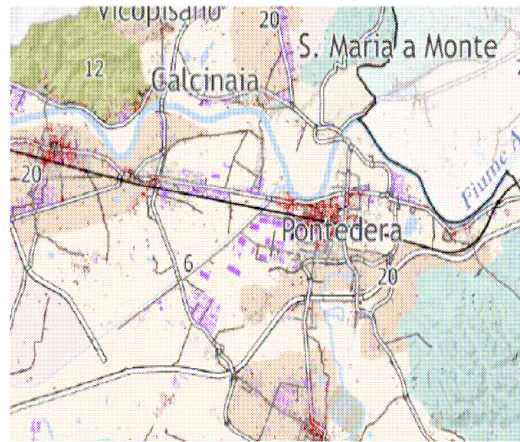 Vicopisano
20
S. Maria a Monte
12
Calcinaia
20
Fiume A
Pontedera
6
20